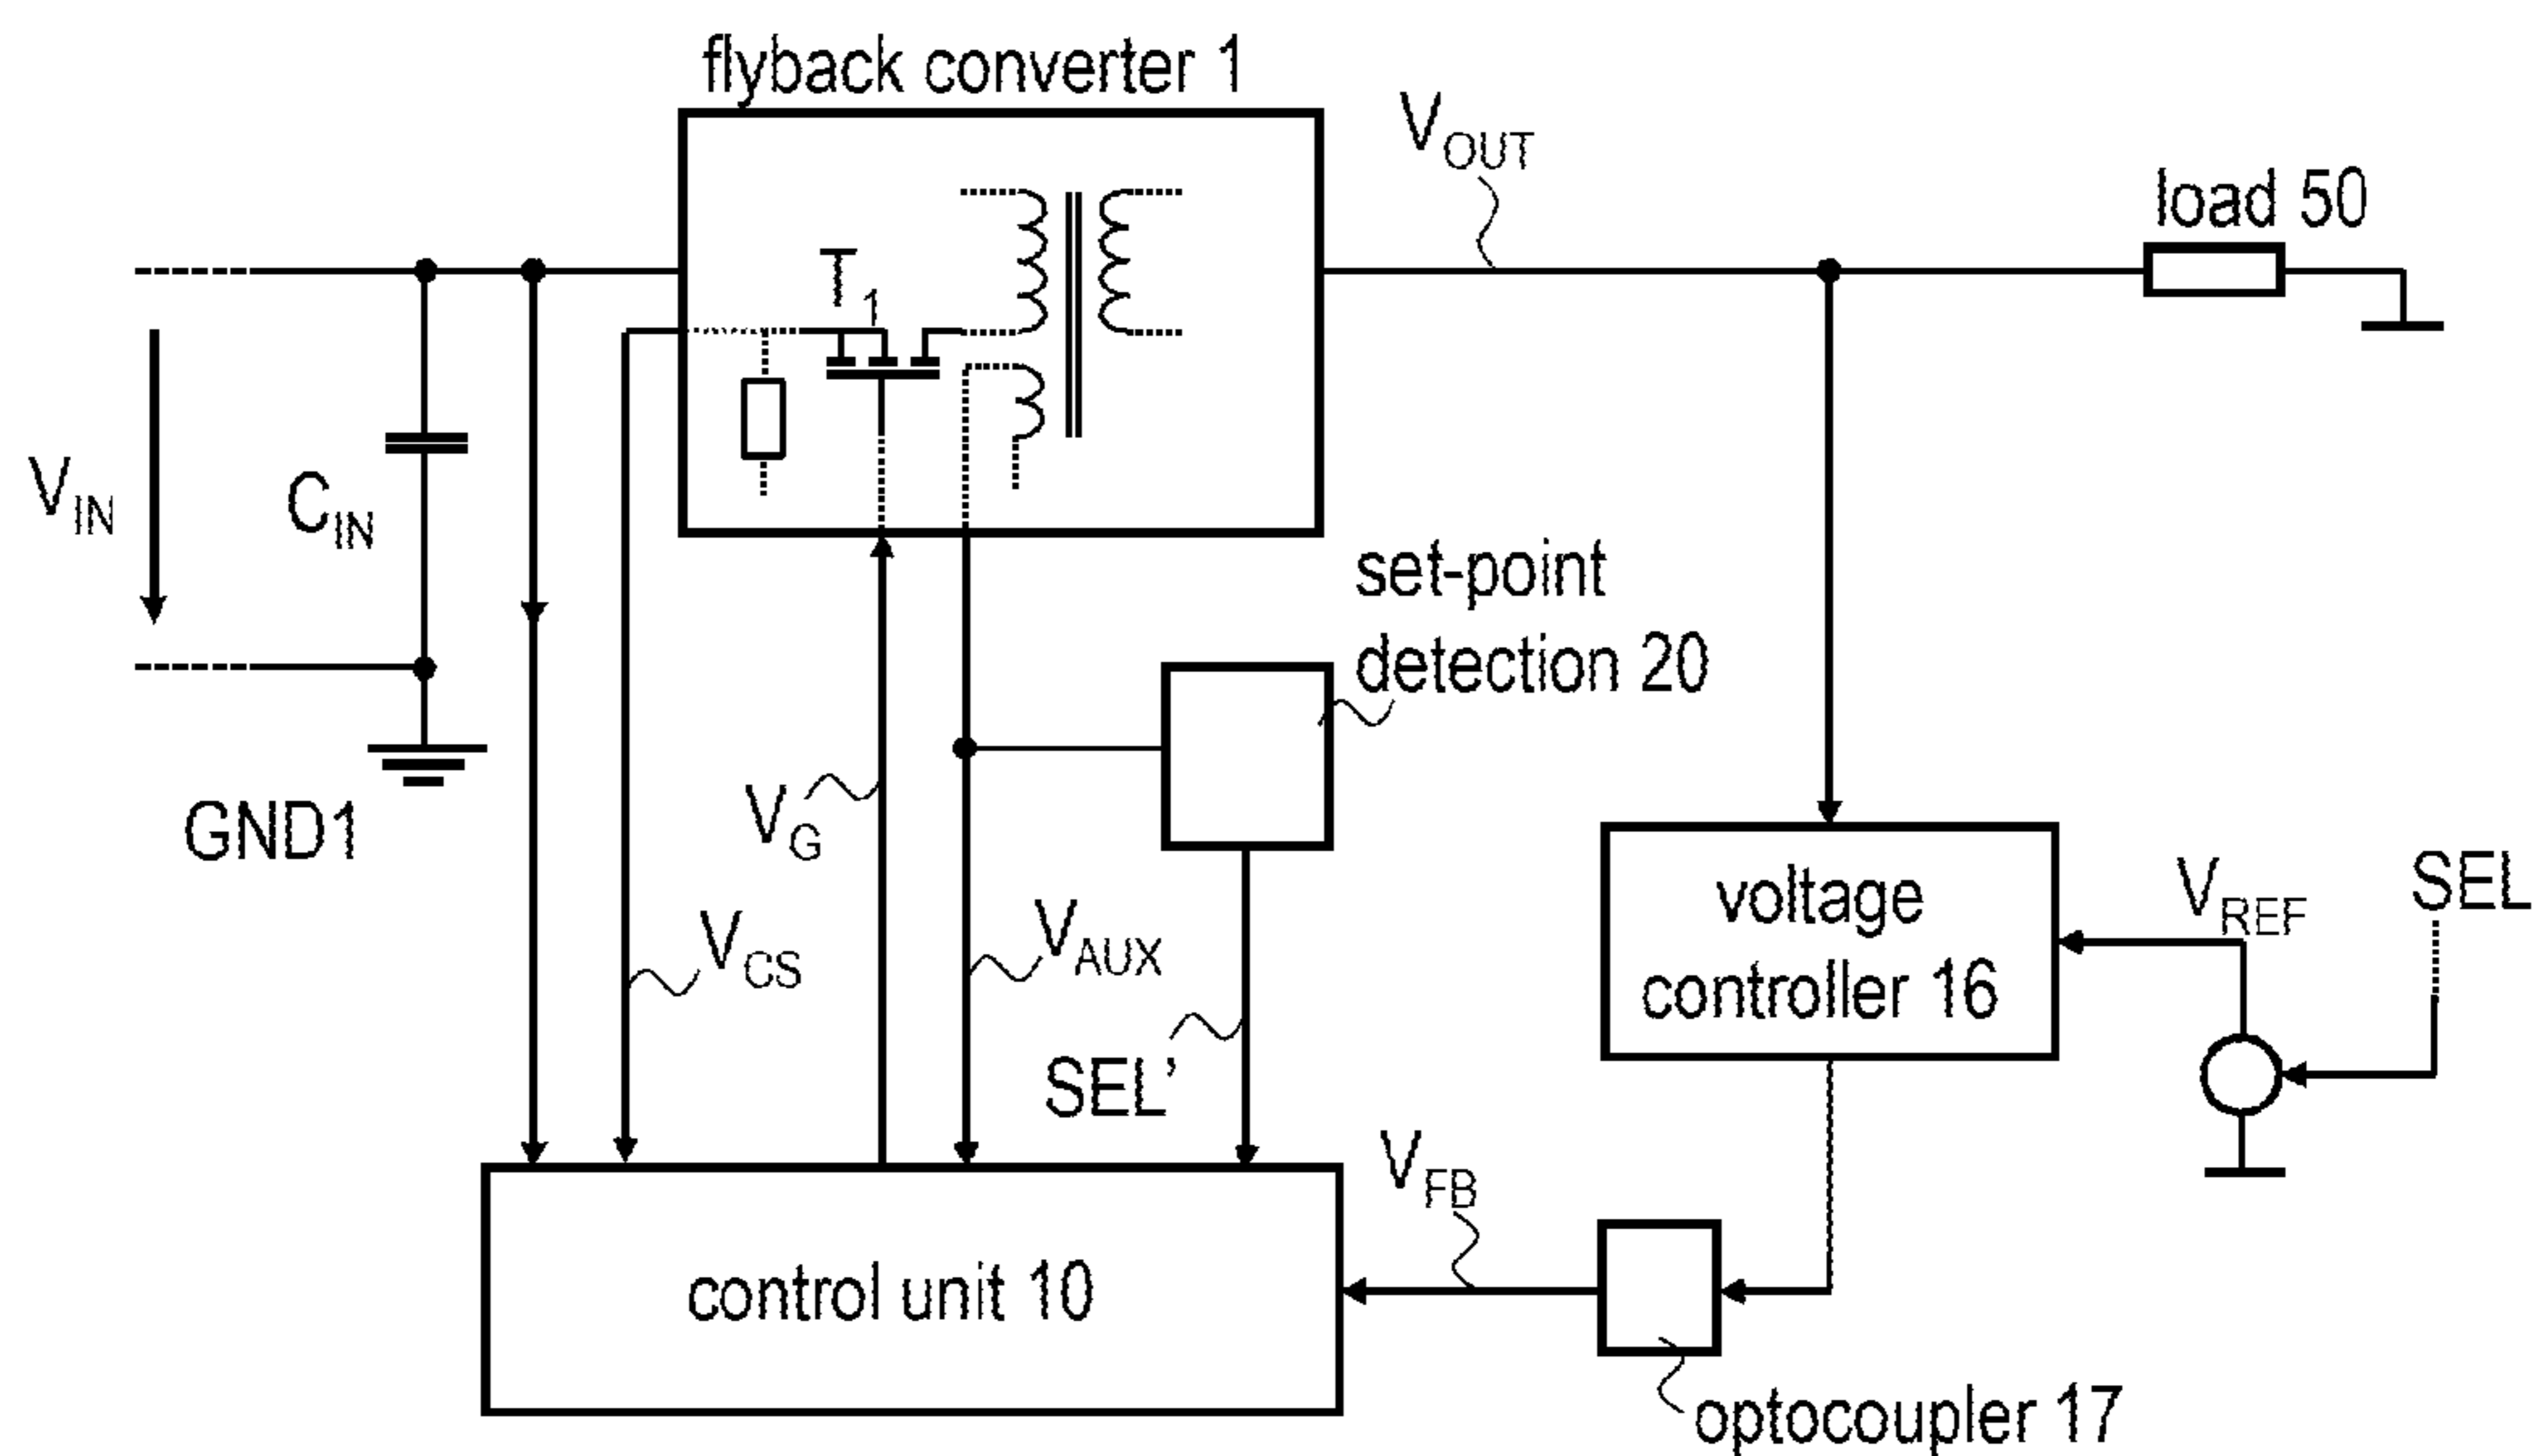 flyback converter 1
VOUT
load 50
T1
VIN
CIN
set-point
detection 20
GND1
VG
VCS
VAUX
SEL’
voltage
controller 16
VREF
SEL
VFB
control unit 10
optocoupler 17